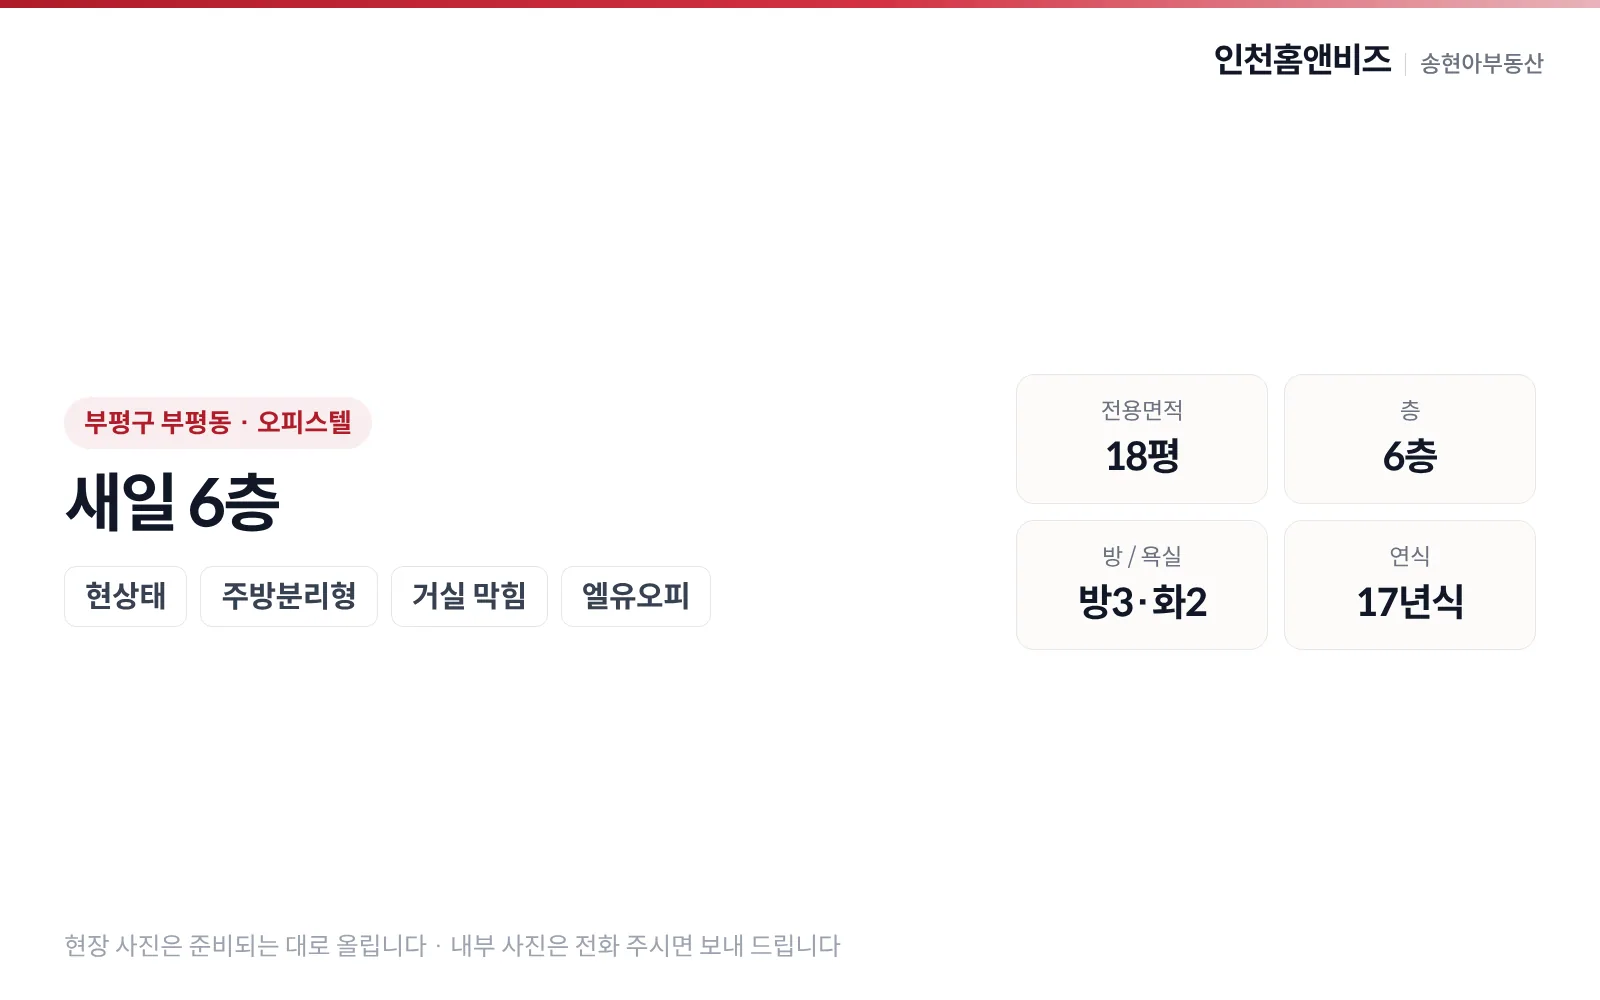 인천홈앤비즈 송현아부동산
부평구 부평동 · 오피스텔
새일 6층
현상태 주방분리형 거실 막힘 엘유오피
전용면적
18평
층
6층
방 / 욕실
방3·화2
연식
17년식
현장 사진은 준비되는 대로 올립니다 · 내부 사진은 전화 주시면 보내 드립니다